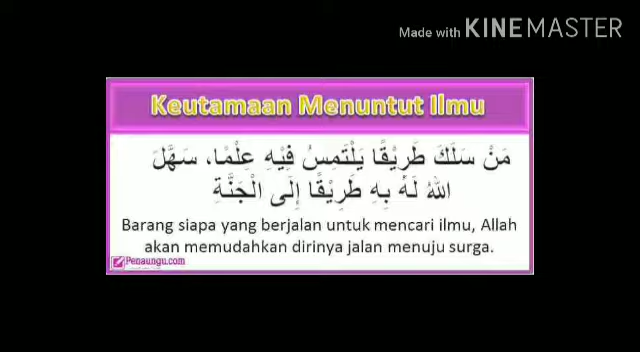 Made with KINEMASTER
Keutamaan Menuntut Ilmu
مَنْ سَلَكَ طَرِيْقًا يَلْتَمِسُ فِيْهِ عِلْمًا، سَهَّلَ
اللهُ لَهُ بِهِ طَرِيْقًا إِلَى الْجَنَّةِ
Barang siapa yang berjalan untuk mencari ilmu, Allah
akan memudahkan dirinya jalan menuju surga.
Penaungu.com